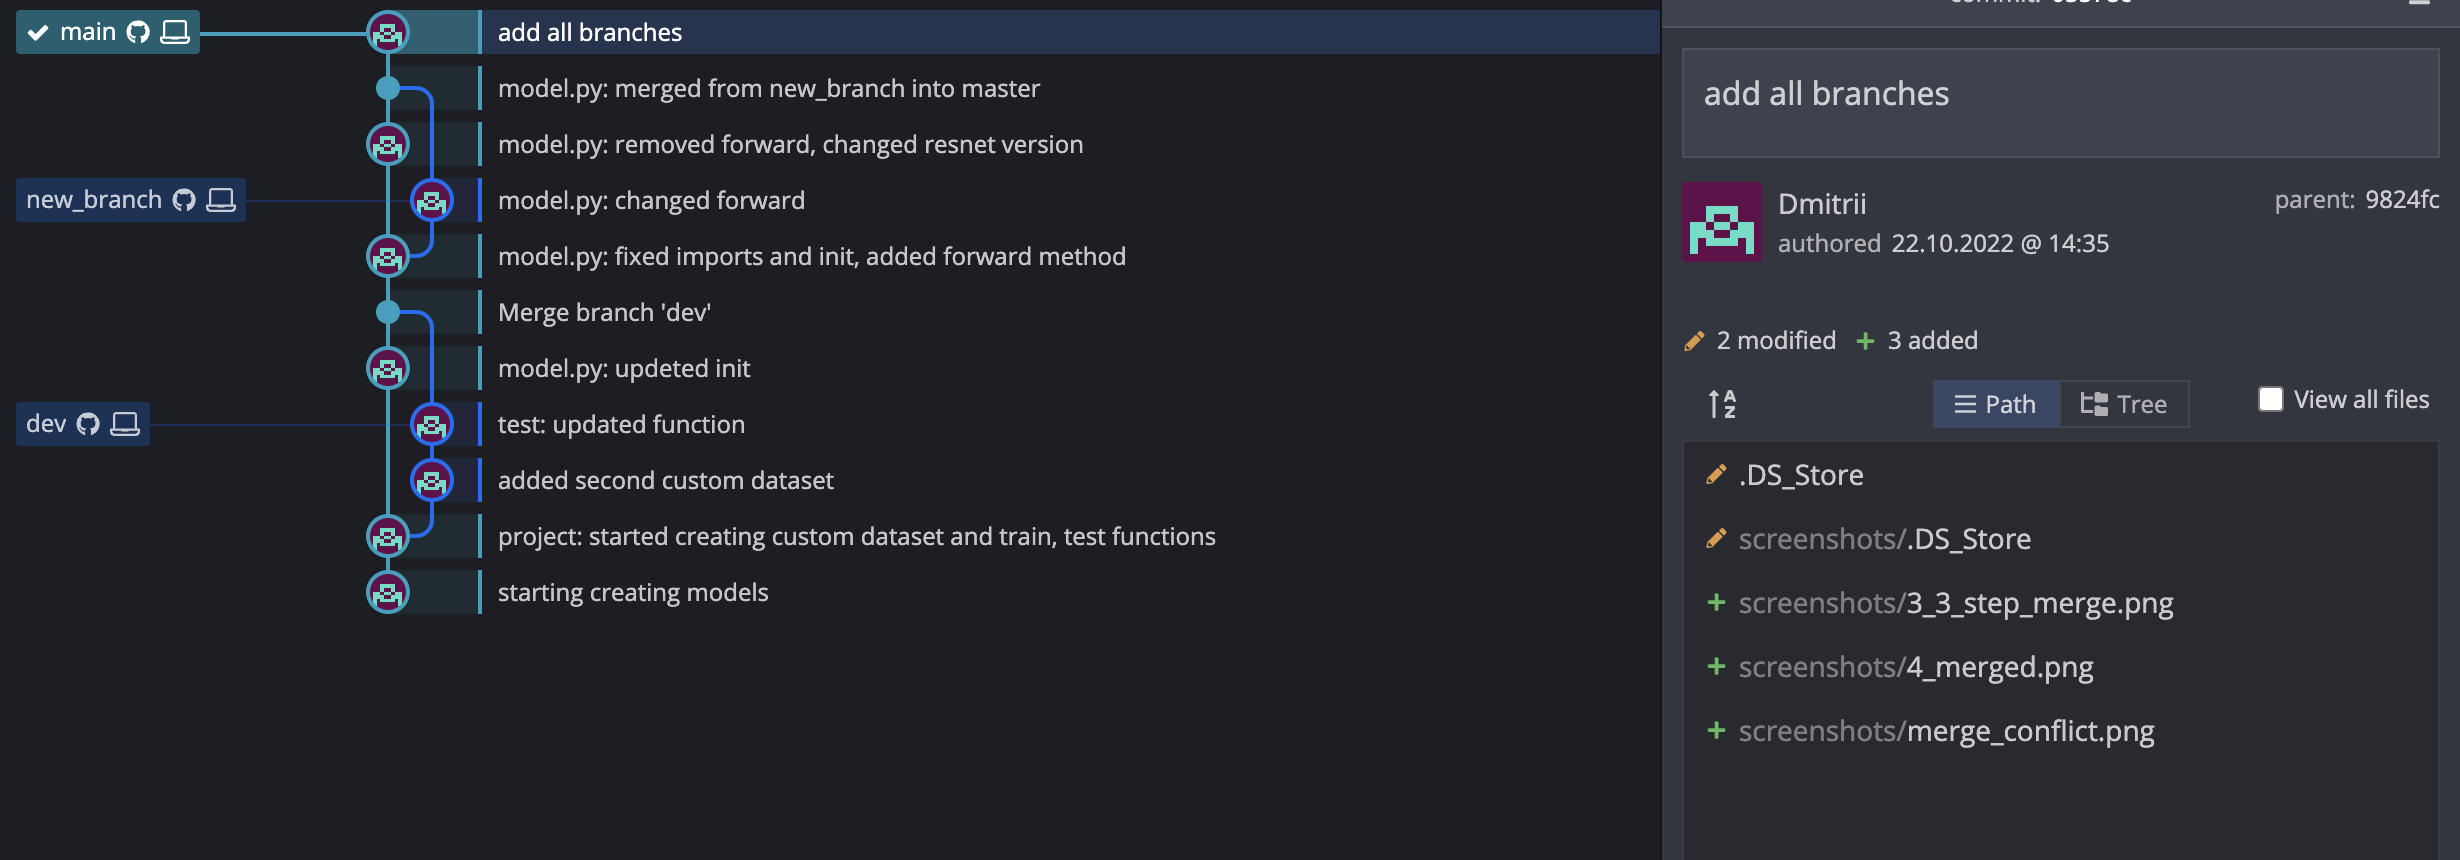 main
add all branches
model.py: merged from new_branch into master
model.py: removed forward, changed resnet version
new_branch
model.py: changed forward
model.py: fixed imports and init, added forward method
Merge branch 'dev'
model.py: updeted init
dev
test: updated function
added second custom dataset
project: started creating custom dataset and train, test functions
starting creating models
commit:
add all branches
Dmitrii
parent: 9824fc
authored 22.10.2022 @ 14:35
2 modified + 3 added
A
Z
Path
Tree
View all files
.DS_Store
screenshots/.DS_Store
+ screenshots/3_3_step_merge.png
+ screenshots/4_merged.png
+ screenshots/merge_conflict.png